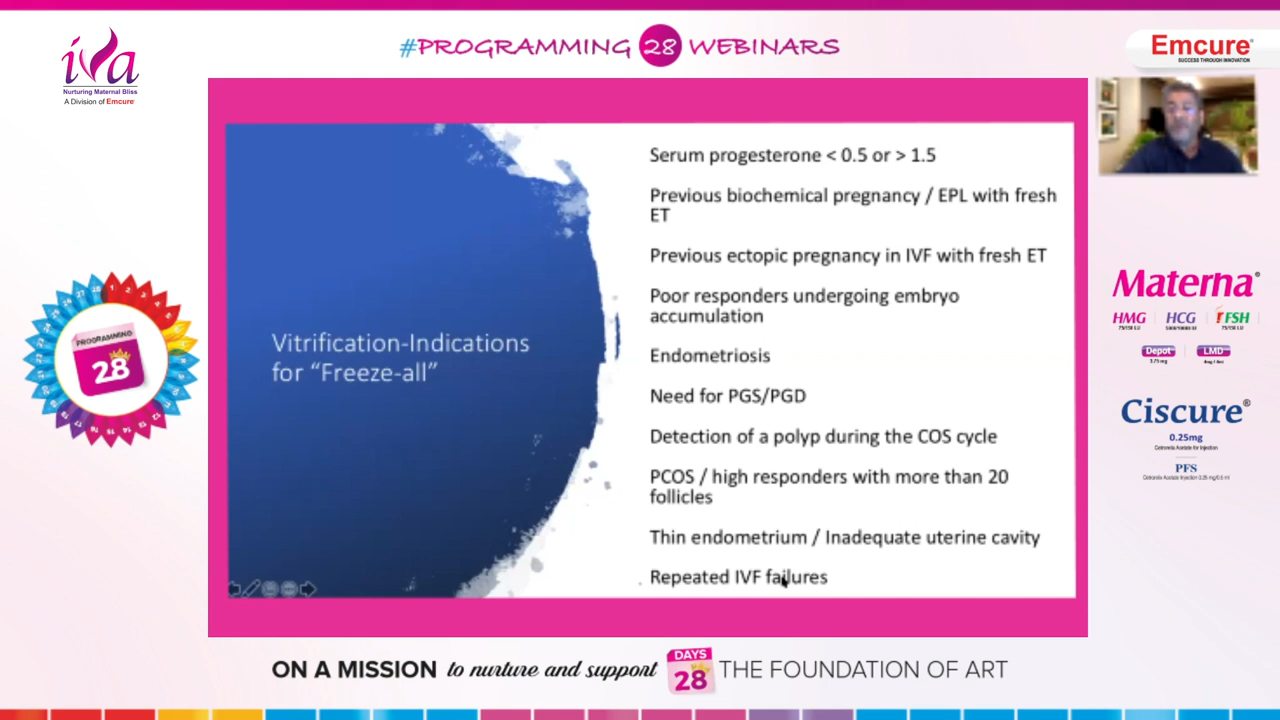 iva
Nurturing Maternal Bliss
A Division of Emcure
#PROGRAMMING 28 WEBINARS
Emcure®
SUCCESS THROUGH INNOVATION
PROGRAMMING
28
Vitrification-Indications
for “Freeze-all”
Serum progesterone < 0.5 or > 1.5
Previous biochemical pregnancy / EPL with fresh
ET
Previous ectopic pregnancy in IVF with fresh ET
Poor responders undergoing embryo
accumulation
Endometriosis
Need for PGS/PGD
Detection of a polyp during the COS cycle
PCOS / high responders with more than 20
follicles
Thin endometrium / Inadequate uterine cavity
Repeated IVF failures
Materna®
HMG HCG rFSH
Depot LMD
Ciscure®
0.25mg
Cetrorelix Acetate for Injection
PFS
ON A MISSION to nurture and support DAYS 28 THE FOUNDATION OF ART